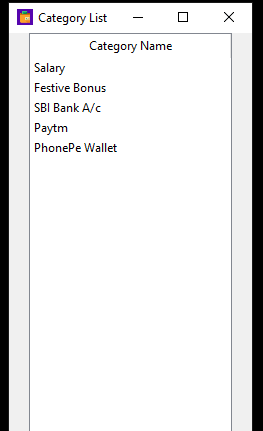 Category List
Category Name
Salary
Festive Bonus
SBI Bank A/c
Paytm
PhonePe Wallet